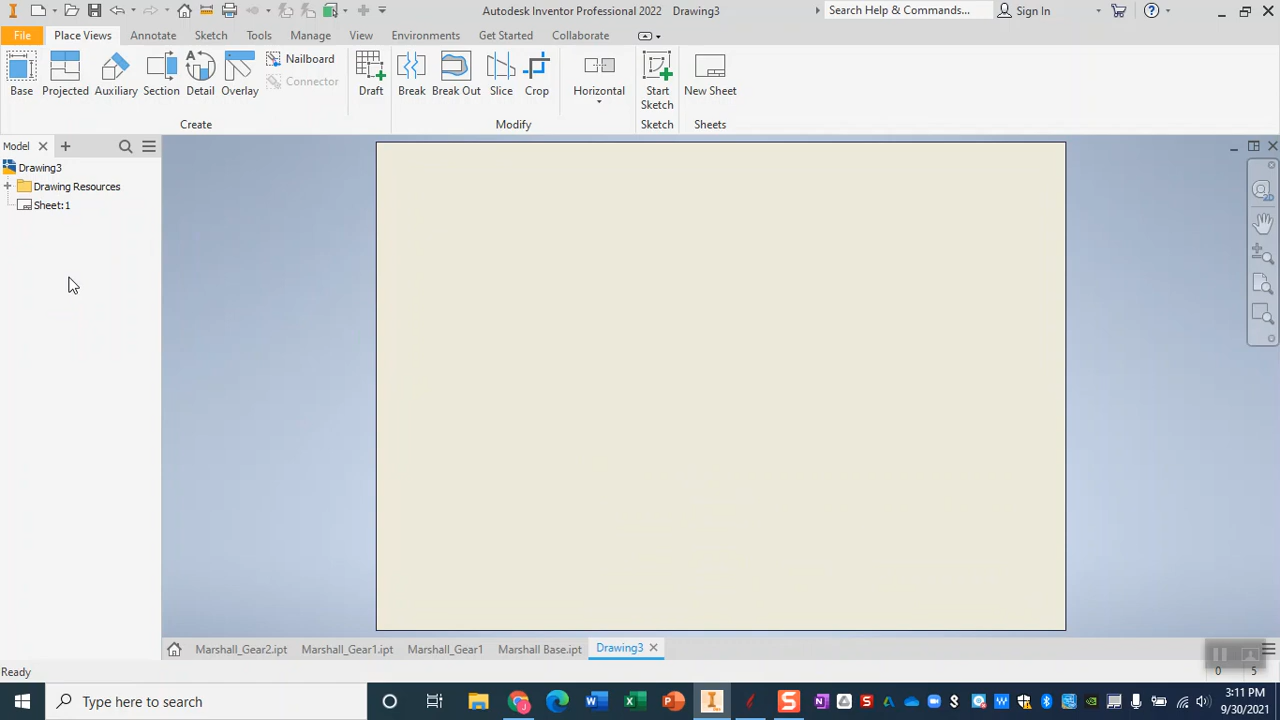 Autodesk Inventor Professional 2022 Drawing3
Search Help & Commands...
Sign In
File Place Views Annotate Sketch Tools Manage View Environments Get Started Collaborate
Base Projected Auxiliary Section Detail Overlay
Nailboard
Connector
Draft
Break Break Out Slice Crop
Horizontal
Start
Sketch
New Sheet
Create Modify Sketch Sheets
Model
Drawing3
Drawing Resources
Sheet:1
Marshall_Gear2.ipt Marshall_Gear1.ipt Marshall_Gear1 Marshall Base.ipt Drawing3
Ready
0 5
Type here to search
3:11 PM
9/30/2021